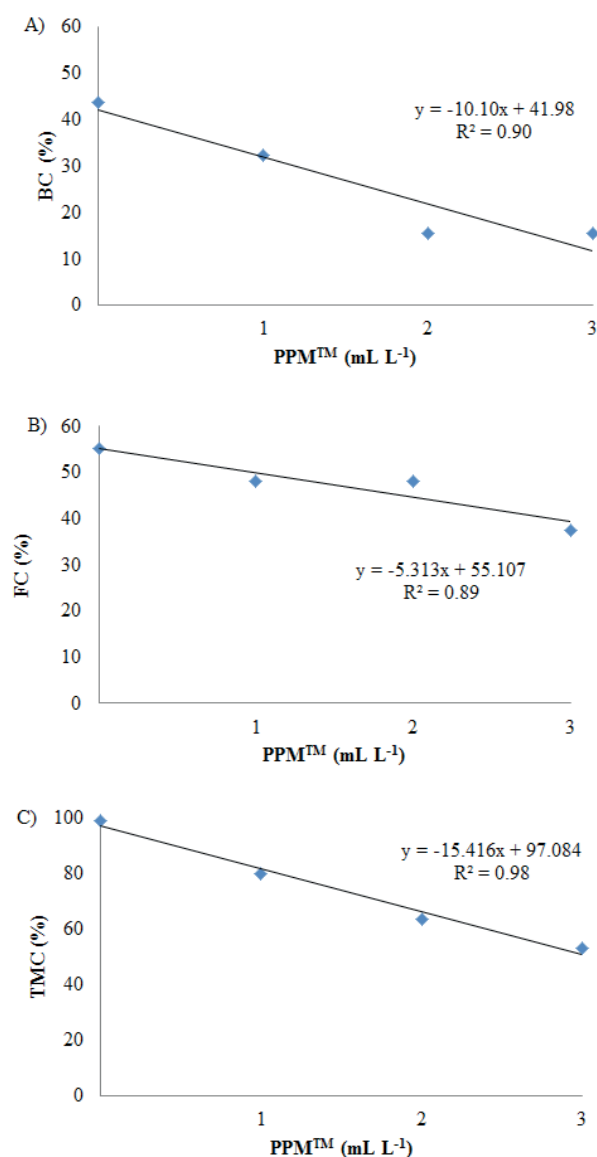 A)
60
50
40
30
20
10
0
BC (%)
y = -10.10x + 41.98
R² = 0.90
1 2 3
PPM™ (mL L⁻¹)
B)
60
50
40
30
20
10
0
FC (%)
y = -5.313x + 55.107
R² = 0.89
1 2 3
PPM™ (mL L⁻¹)
C)
100
80
60
40
20
0
TMC (%)
y = -15.416x + 97.084
R² = 0.98
1 2 3
PPM™ (mL L⁻¹)